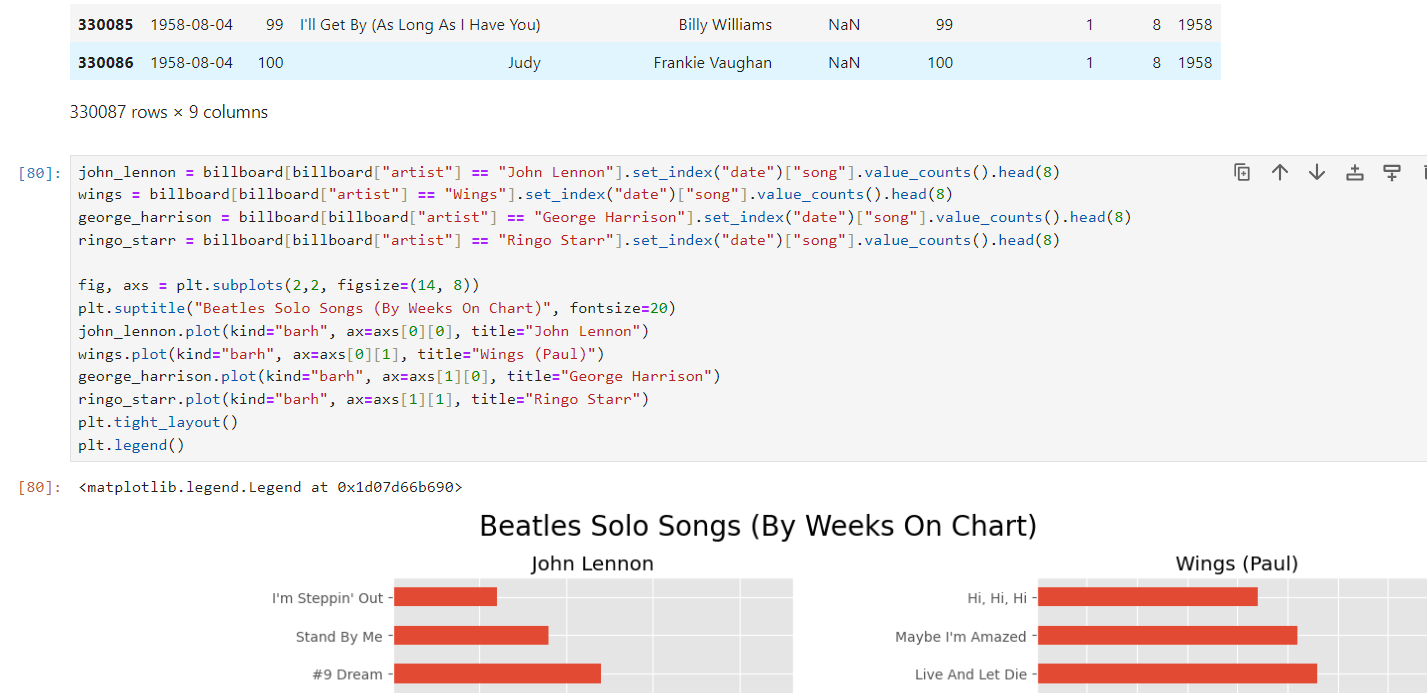 330085 1958-08-04 99 I'll Get By (As Long As I Have You) Billy Williams NaN 99 1 8 1958
330086 1958-08-04 100 Judy Frankie Vaughan NaN 100 1 8 1958
330087 rows × 9 columns
[80]: john_lennon = billboard[billboard["artist"] == "John Lennon"].set_index("date")["song"].value_counts().head(8)
wings = billboard[billboard["artist"] == "Wings"].set_index("date")["song"].value_counts().head(8)
george_harrison = billboard[billboard["artist"] == "George Harrison"].set_index("date")["song"].value_counts().head(8)
ringo_starr = billboard[billboard["artist"] == "Ringo Starr"].set_index("date")["song"].value_counts().head(8)
fig, axs = plt.subplots(2,2, figsize=(14, 8))
plt.suptitle("Beatles Solo Songs (By Weeks On Chart)", fontsize=20)
john_lennon.plot(kind="barh", ax=axs[0][0], title="John Lennon")
wings.plot(kind="barh", ax=axs[0][1], title="Wings (Paul)")
george_harrison.plot(kind="barh", ax=axs[1][0], title="George Harrison")
ringo_starr.plot(kind="barh", ax=axs[1][1], title="Ringo Starr")
plt.tight_layout()
plt.legend()
[80]: <matplotlib.legend.Legend at 0x1d07d66b690>
Beatles Solo Songs (By Weeks On Chart)
John Lennon Wings (Paul)
I'm Steppin' Out Hi, Hi, Hi
Stand By Me Maybe I'm Amazed
#9 Dream Live And Let Die